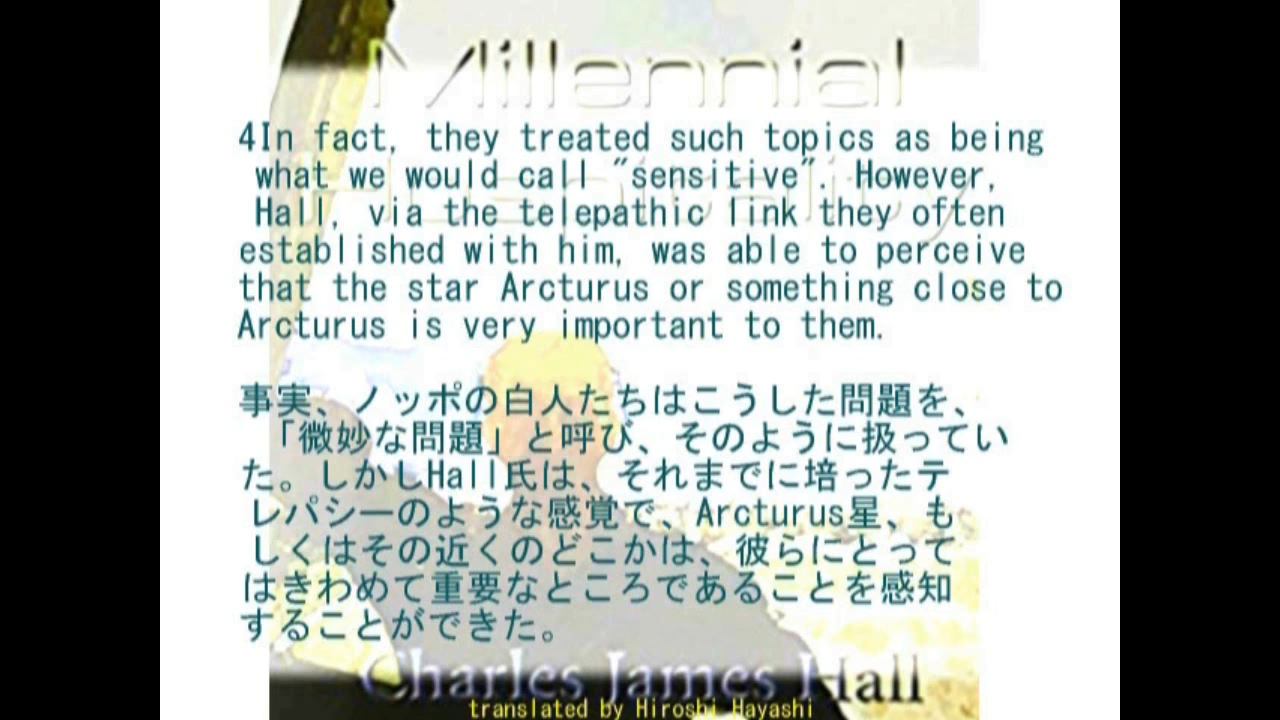 Millennial
Hospitality
4In fact, they treated such topics as being
what we would call "sensitive". However,
Hall, via the telepathic link they often
established with him, was able to perceive
that the star Arcturus or something close to
Arcturus is very important to them.
事実、ノッポの白人たちはこうした問題を、
「微妙な問題」と呼び、そのように扱ってい
た。しかしHall氏は、それまでに培ったテ
レパシーのような感覚で、Arcturus星、も
しくはその近くのどこかは、彼らにとって
はきわめて重要なところであることを感知
することができた。
Charles James Hall
translated by Hiroshi Hayashi